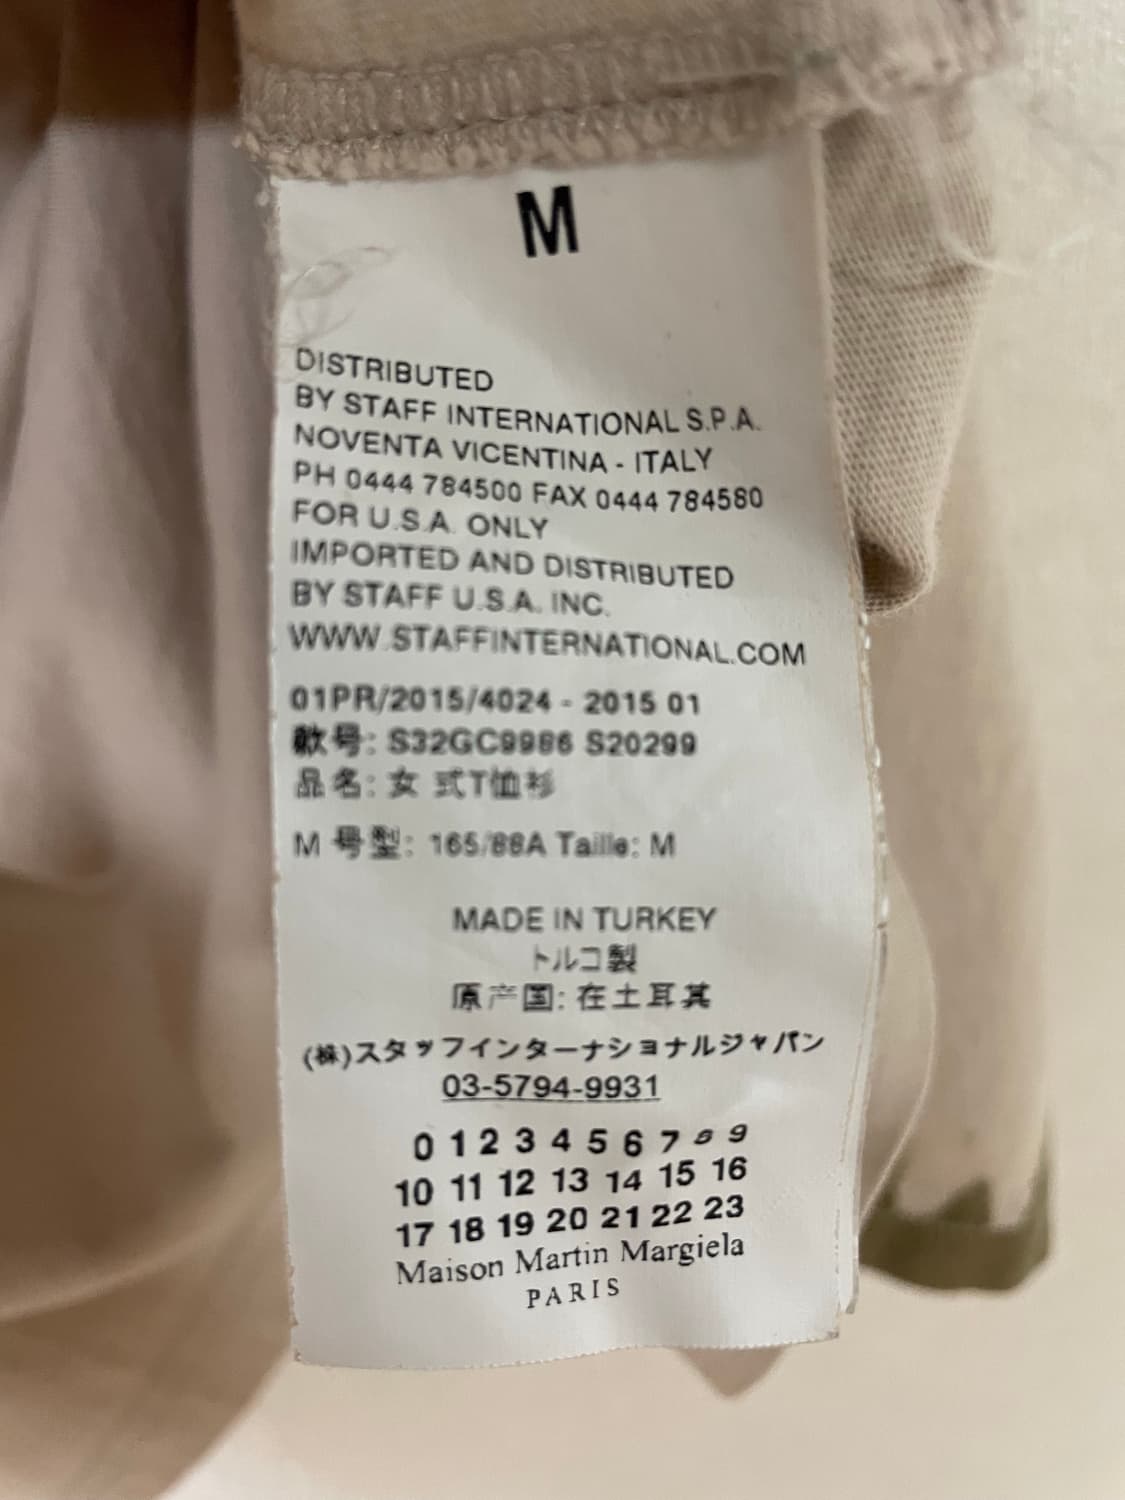 M
DISTRIBUTED
BY STAFF INTERNATIONAL S.P.A.
NOVENTA VICENTINA - ITALY
PH 0444 784500 FAX 0444 784580
FOR U.S.A. ONLY
IMPORTED AND DISTRIBUTED
BY STAFF U.S.A. INC.
WWW.STAFFINTERNATIONAL.COM
01PR/2015/4024 - 2015 01
款号: S32GC9986 S20299
品名: 女 式T恤衫
M 号型: 165/88A Taille: M
MADE IN TURKEY
トルコ製
原产国: 在土耳其
(株)スタッフインターナショナルジャパン
03-5794-9931
0 1 2 3 4 5 6 7 8 9
10 11 12 13 14 15 16
17 18 19 20 21 22 23
Maison Martin Margiela
PARIS